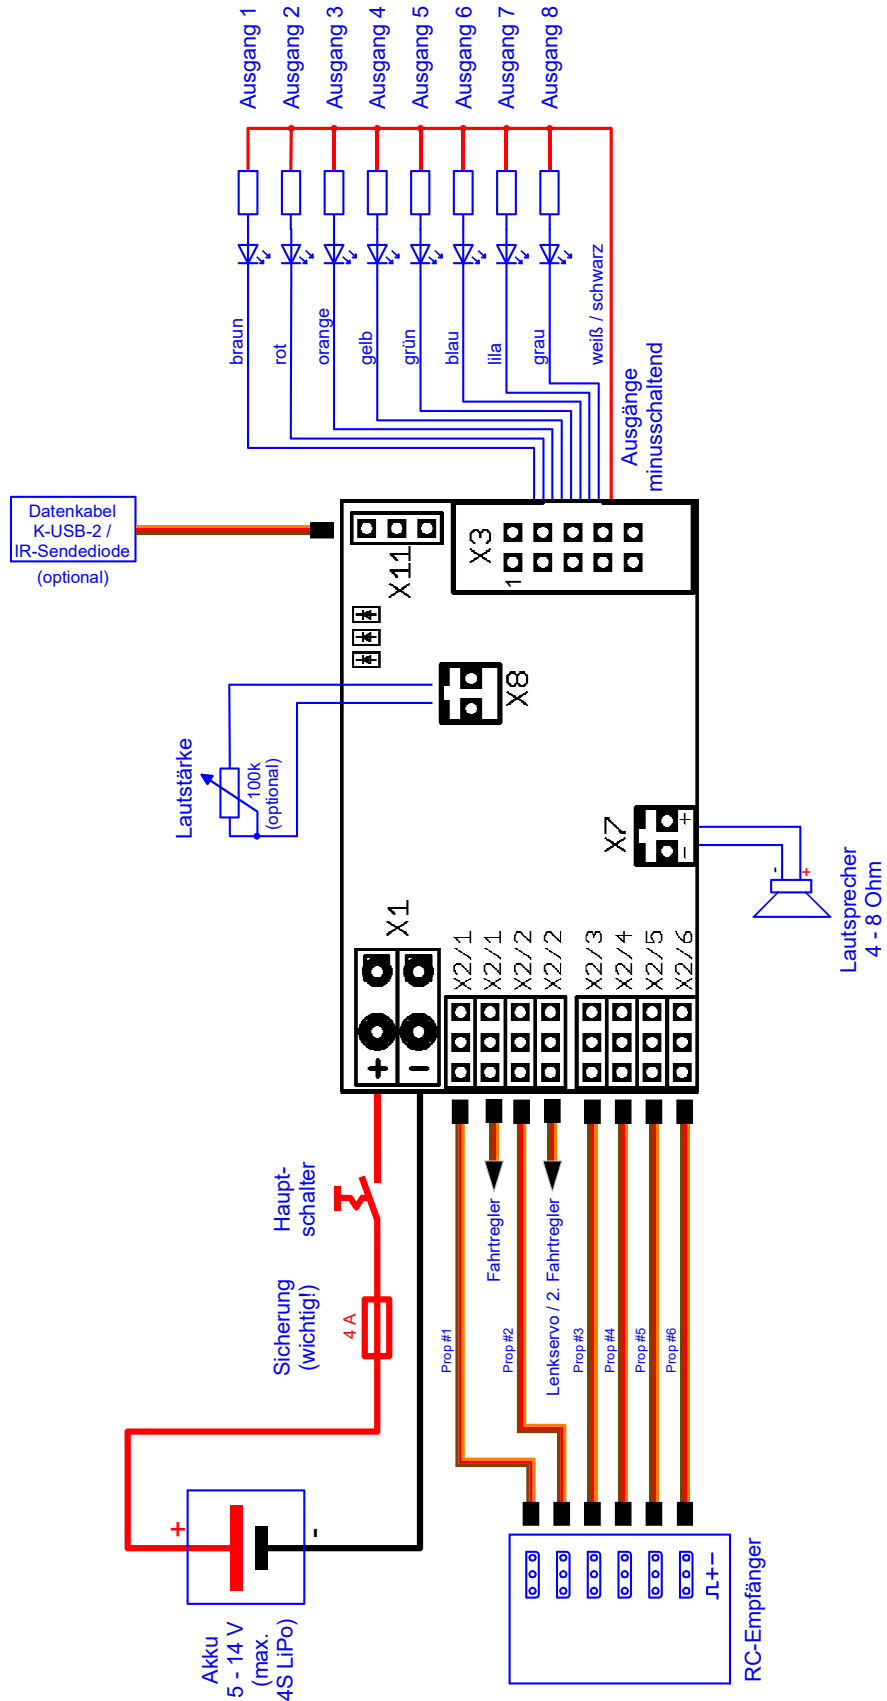 Ausgang 1
Ausgang 2
Ausgang 3
Ausgang 4
Ausgang 5
Ausgang 6
Ausgang 7
Ausgang 8
braun
rot
orange
gelb
grün
blau
lila
grau
weiß / schwarz
Ausgänge
minusschaltend
Datenkabel
K-USB-2 /
IR-Sendediode
(optional)
X11
X3
1
X8
Lautstärke
100k
(optional)
X7
- +
- +
Lautsprecher
4 - 8 Ohm
X1
+
-
X2/1
X2/1
X2/2
X2/2
X2/3
X2/4
X2/5
X2/6
Haupt-
schalter
Sicherung
(wichtig!)
4 A
Fahrtregler
Lenkservo / 2. Fahrtregler
Prop #1
Prop #2
Prop #3
Prop #4
Prop #5
Prop #6
+
-
Akku
5 - 14 V
(max.
4S LiPo)
+ -
RC-Empfänger